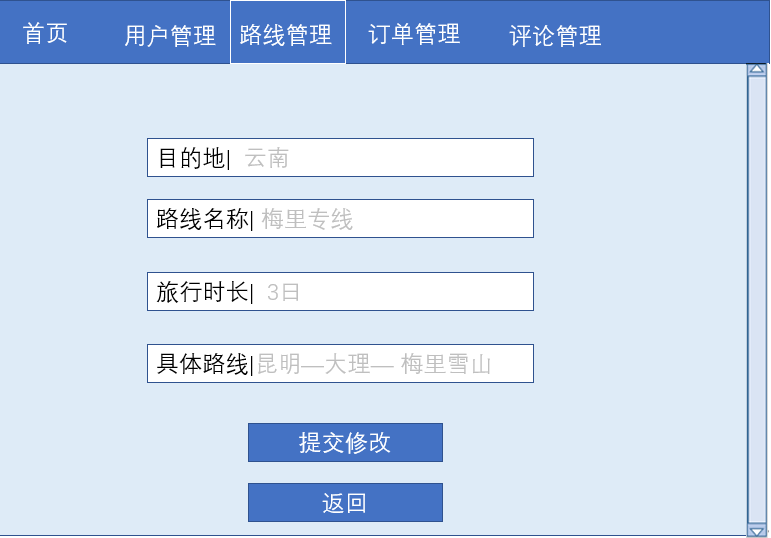 首页 用户管理 路线管理 订单管理 评论管理
目的地| 云南
路线名称| 梅里专线
旅行时长| 3日
具体路线|昆明—大理— 梅里雪山
提交修改
返回